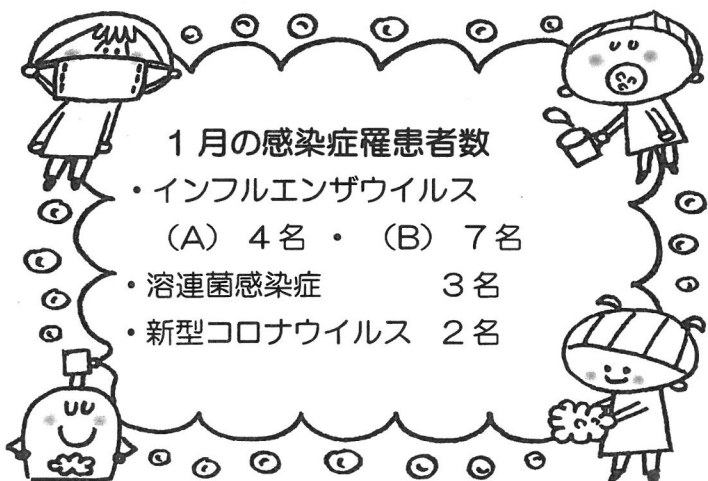 １月の感染症罹患者数
・インフルエンザウイルス
（A） ４名 ・ （B） ７名
・溶連菌感染症 ３名
・新型コロナウイルス ２名